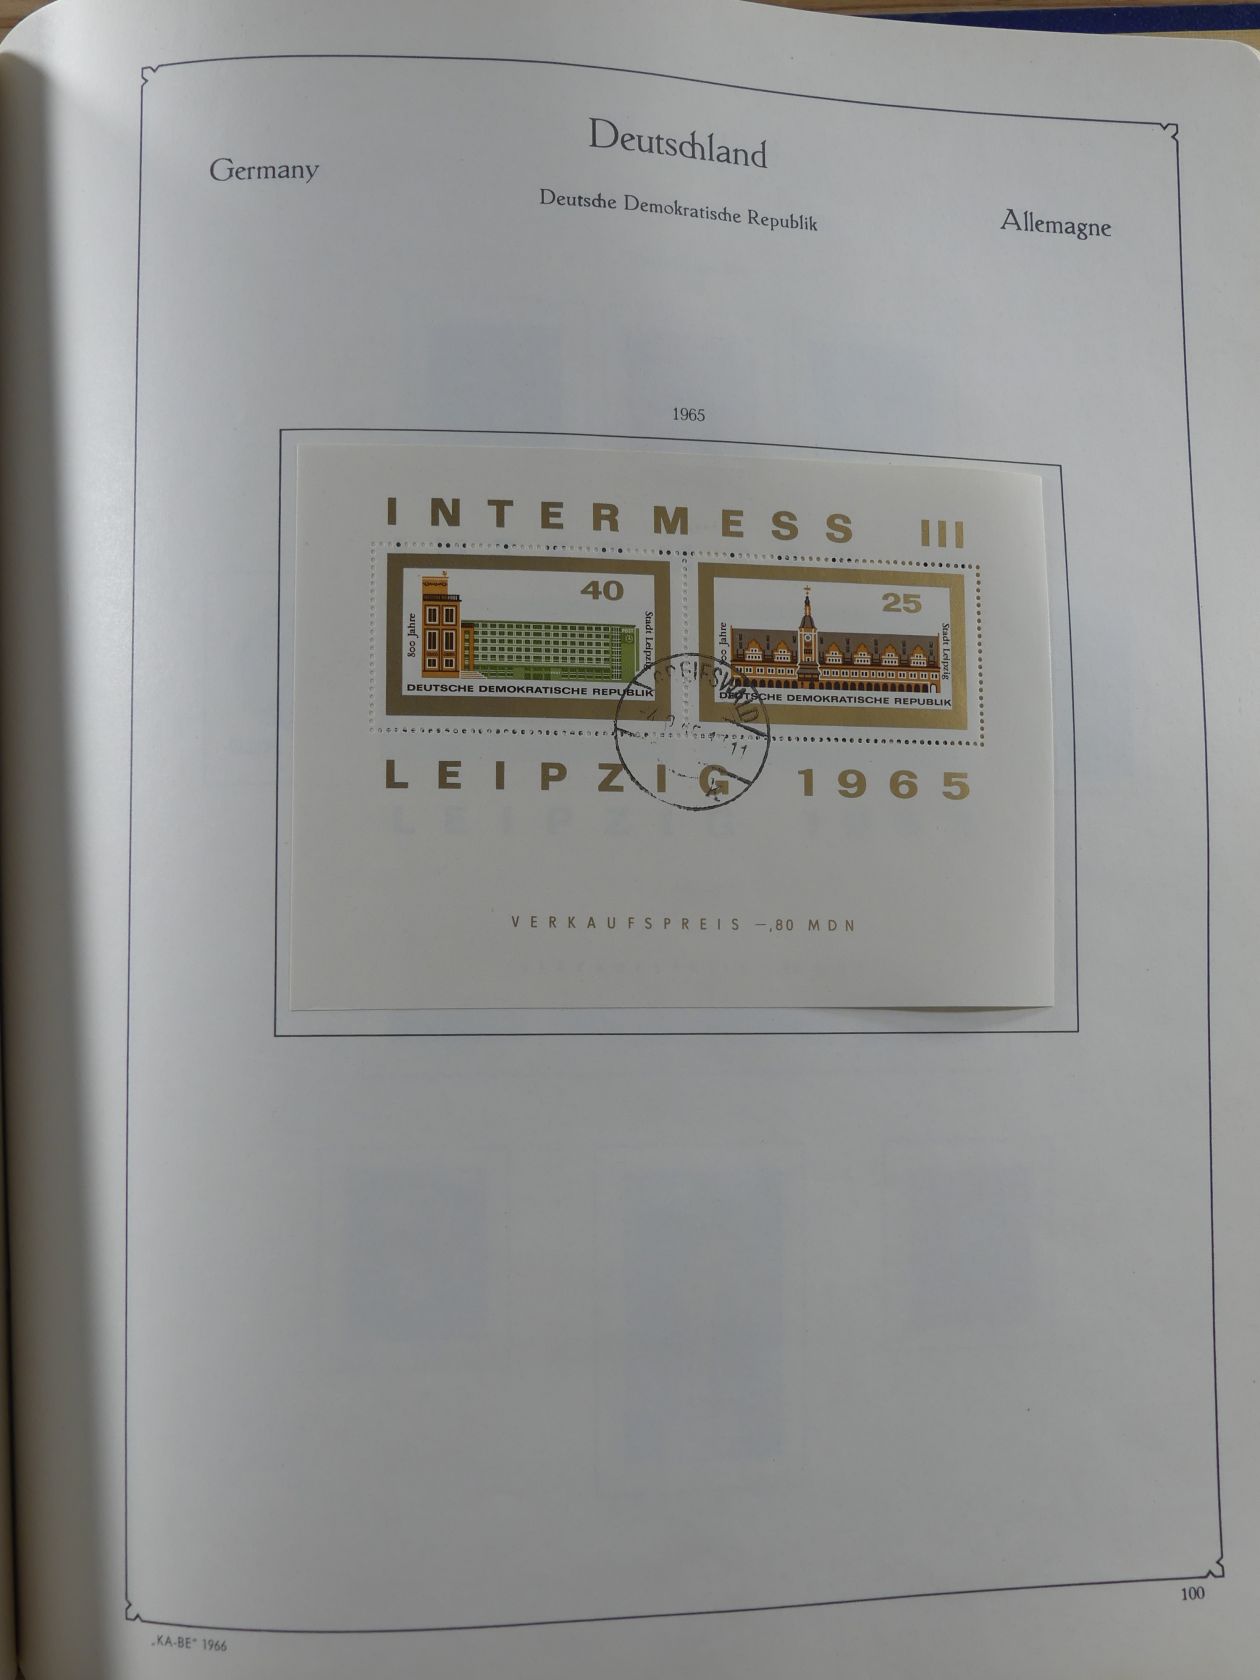 Deutschland
Germany
Deutsche Demokratische Republik
Allemagne
1965
INTERMESS III
40
800 Jahre
Stadt Leipzig
DEUTSCHE DEMOKRATISCHE REPUBLIK
25
Jahre
Stadt Leipzig
DEUTSCHE DEMOKRATISCHE REPUBLIK
GREIFSWALD
LEIPZIG 1965
VERKAUFSPREIS –,80 MDN
100
„KA-BE“ 1966